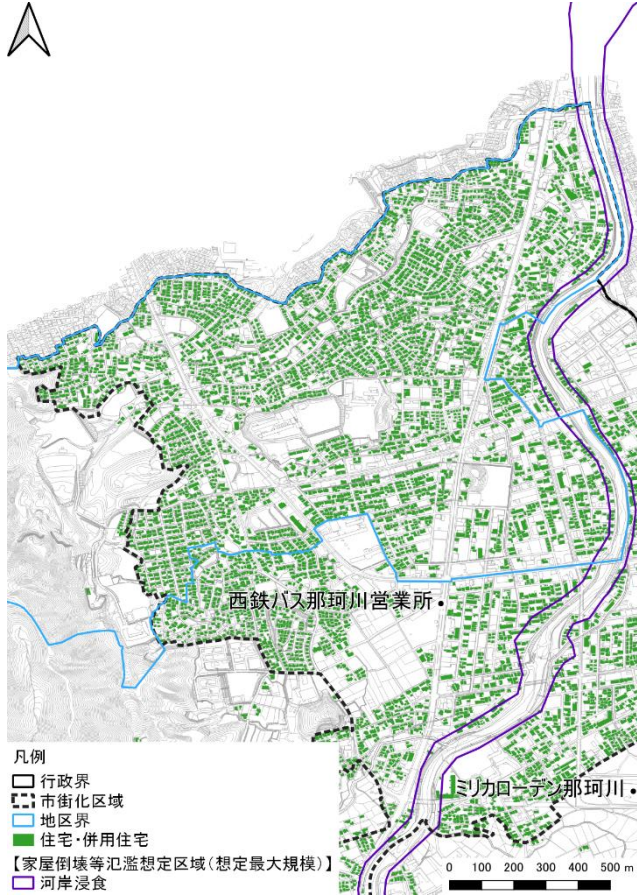 西鉄バス那珂川営業所
ミリカローデン那珂川
凡例
行政界
市街化区域
地区界
住宅・併用住宅
【家屋倒壊等氾濫想定区域(想定最大規模)】
河岸浸食
0 100 200 300 400 500 m